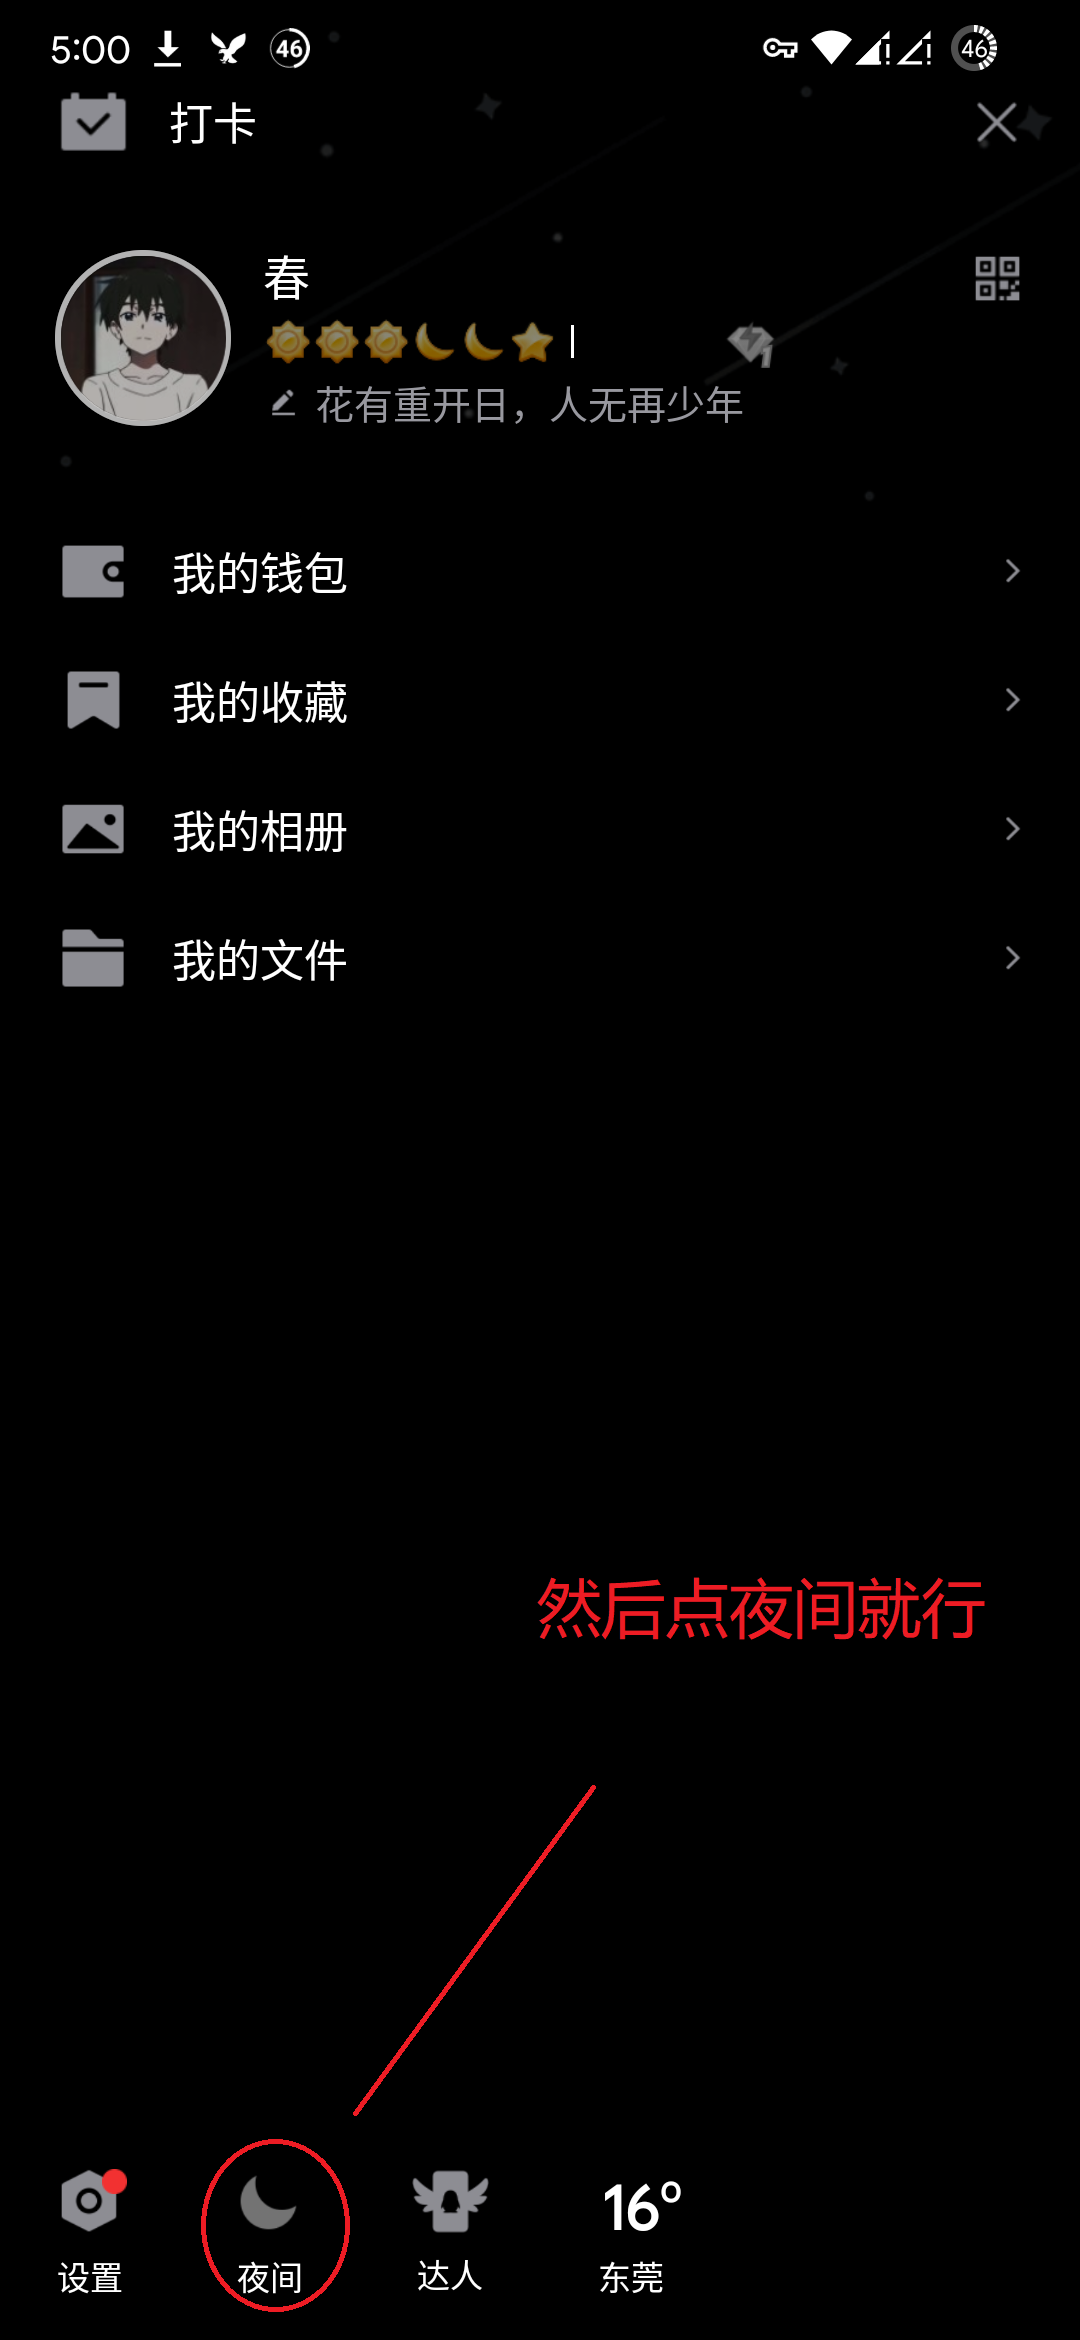 5:00 46 46
打卡
春
1
花有重开日，人无再少年
我的钱包
我的收藏
我的相册
我的文件
然后点夜间就行
16°
设置 夜间 达人 东莞